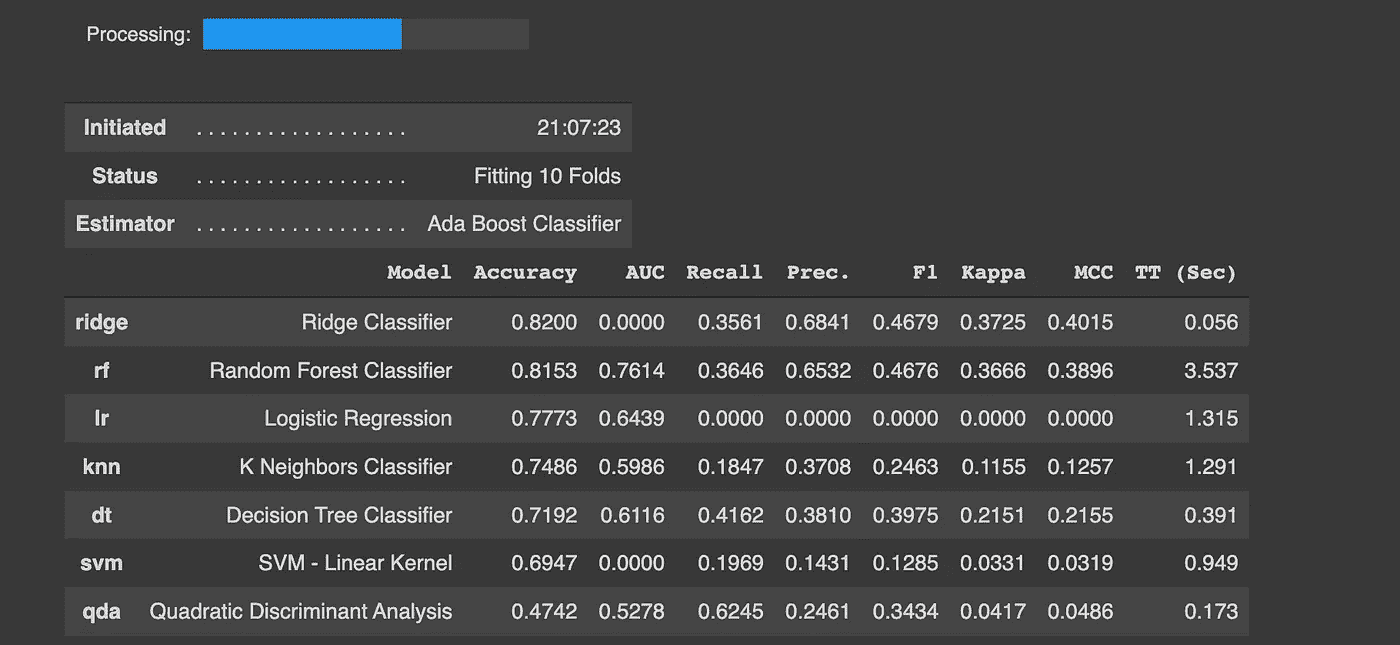 Processing:
Initiated . . . . . . . . . . . . . . . . . . 21:07:23
Status . . . . . . . . . . . . . . . . . . Fitting 10 Folds
Estimator . . . . . . . . . . . . . . . . . . Ada Boost Classifier
Model Accuracy AUC Recall Prec. F1 Kappa MCC TT (Sec)
ridge Ridge Classifier 0.8200 0.0000 0.3561 0.6841 0.4679 0.3725 0.4015 0.056
rf Random Forest Classifier 0.8153 0.7614 0.3646 0.6532 0.4676 0.3666 0.3896 3.537
lr Logistic Regression 0.7773 0.6439 0.0000 0.0000 0.0000 0.0000 0.0000 1.315
knn K Neighbors Classifier 0.7486 0.5986 0.1847 0.3708 0.2463 0.1155 0.1257 1.291
dt Decision Tree Classifier 0.7192 0.6116 0.4162 0.3810 0.3975 0.2151 0.2155 0.391
svm SVM - Linear Kernel 0.6947 0.0000 0.1969 0.1431 0.1285 0.0331 0.0319 0.949
qda Quadratic Discriminant Analysis 0.4742 0.5278 0.6245 0.2461 0.3434 0.0417 0.0486 0.173